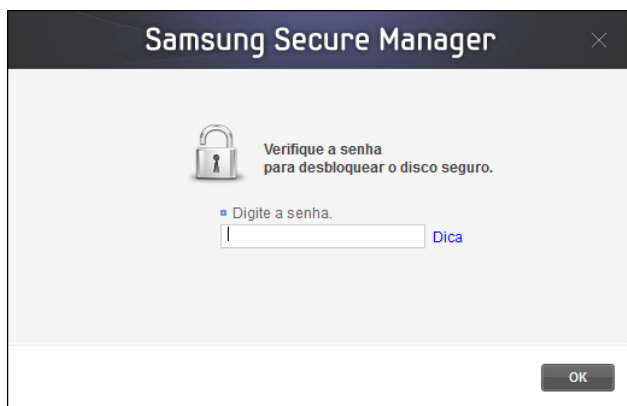 Samsung Secure Manager
Verifique a senha
para desbloquear o disco seguro.
Digite a senha.
Dica
OK